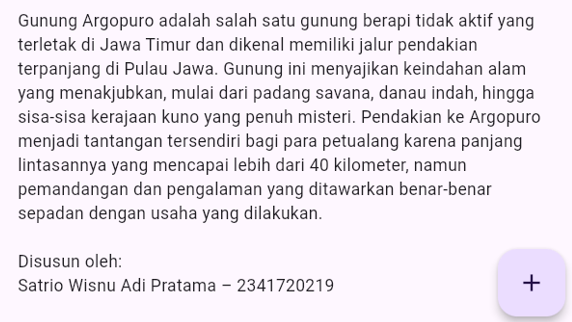 Gunung Argopuro adalah salah satu gunung berapi tidak aktif yang
terletak di Jawa Timur dan dikenal memiliki jalur pendakian
terpanjang di Pulau Jawa. Gunung ini menyajikan keindahan alam
yang menakjubkan, mulai dari padang savana, danau indah, hingga
sisa-sisa kerajaan kuno yang penuh misteri. Pendakian ke Argopuro
menjadi tantangan tersendiri bagi para petualang karena panjang
lintasannya yang mencapai lebih dari 40 kilometer, namun
pemandangan dan pengalaman yang ditawarkan benar-benar
sepadan dengan usaha yang dilakukan.
Disusun oleh:
Satrio Wisnu Adi Pratama – 2341720219
+